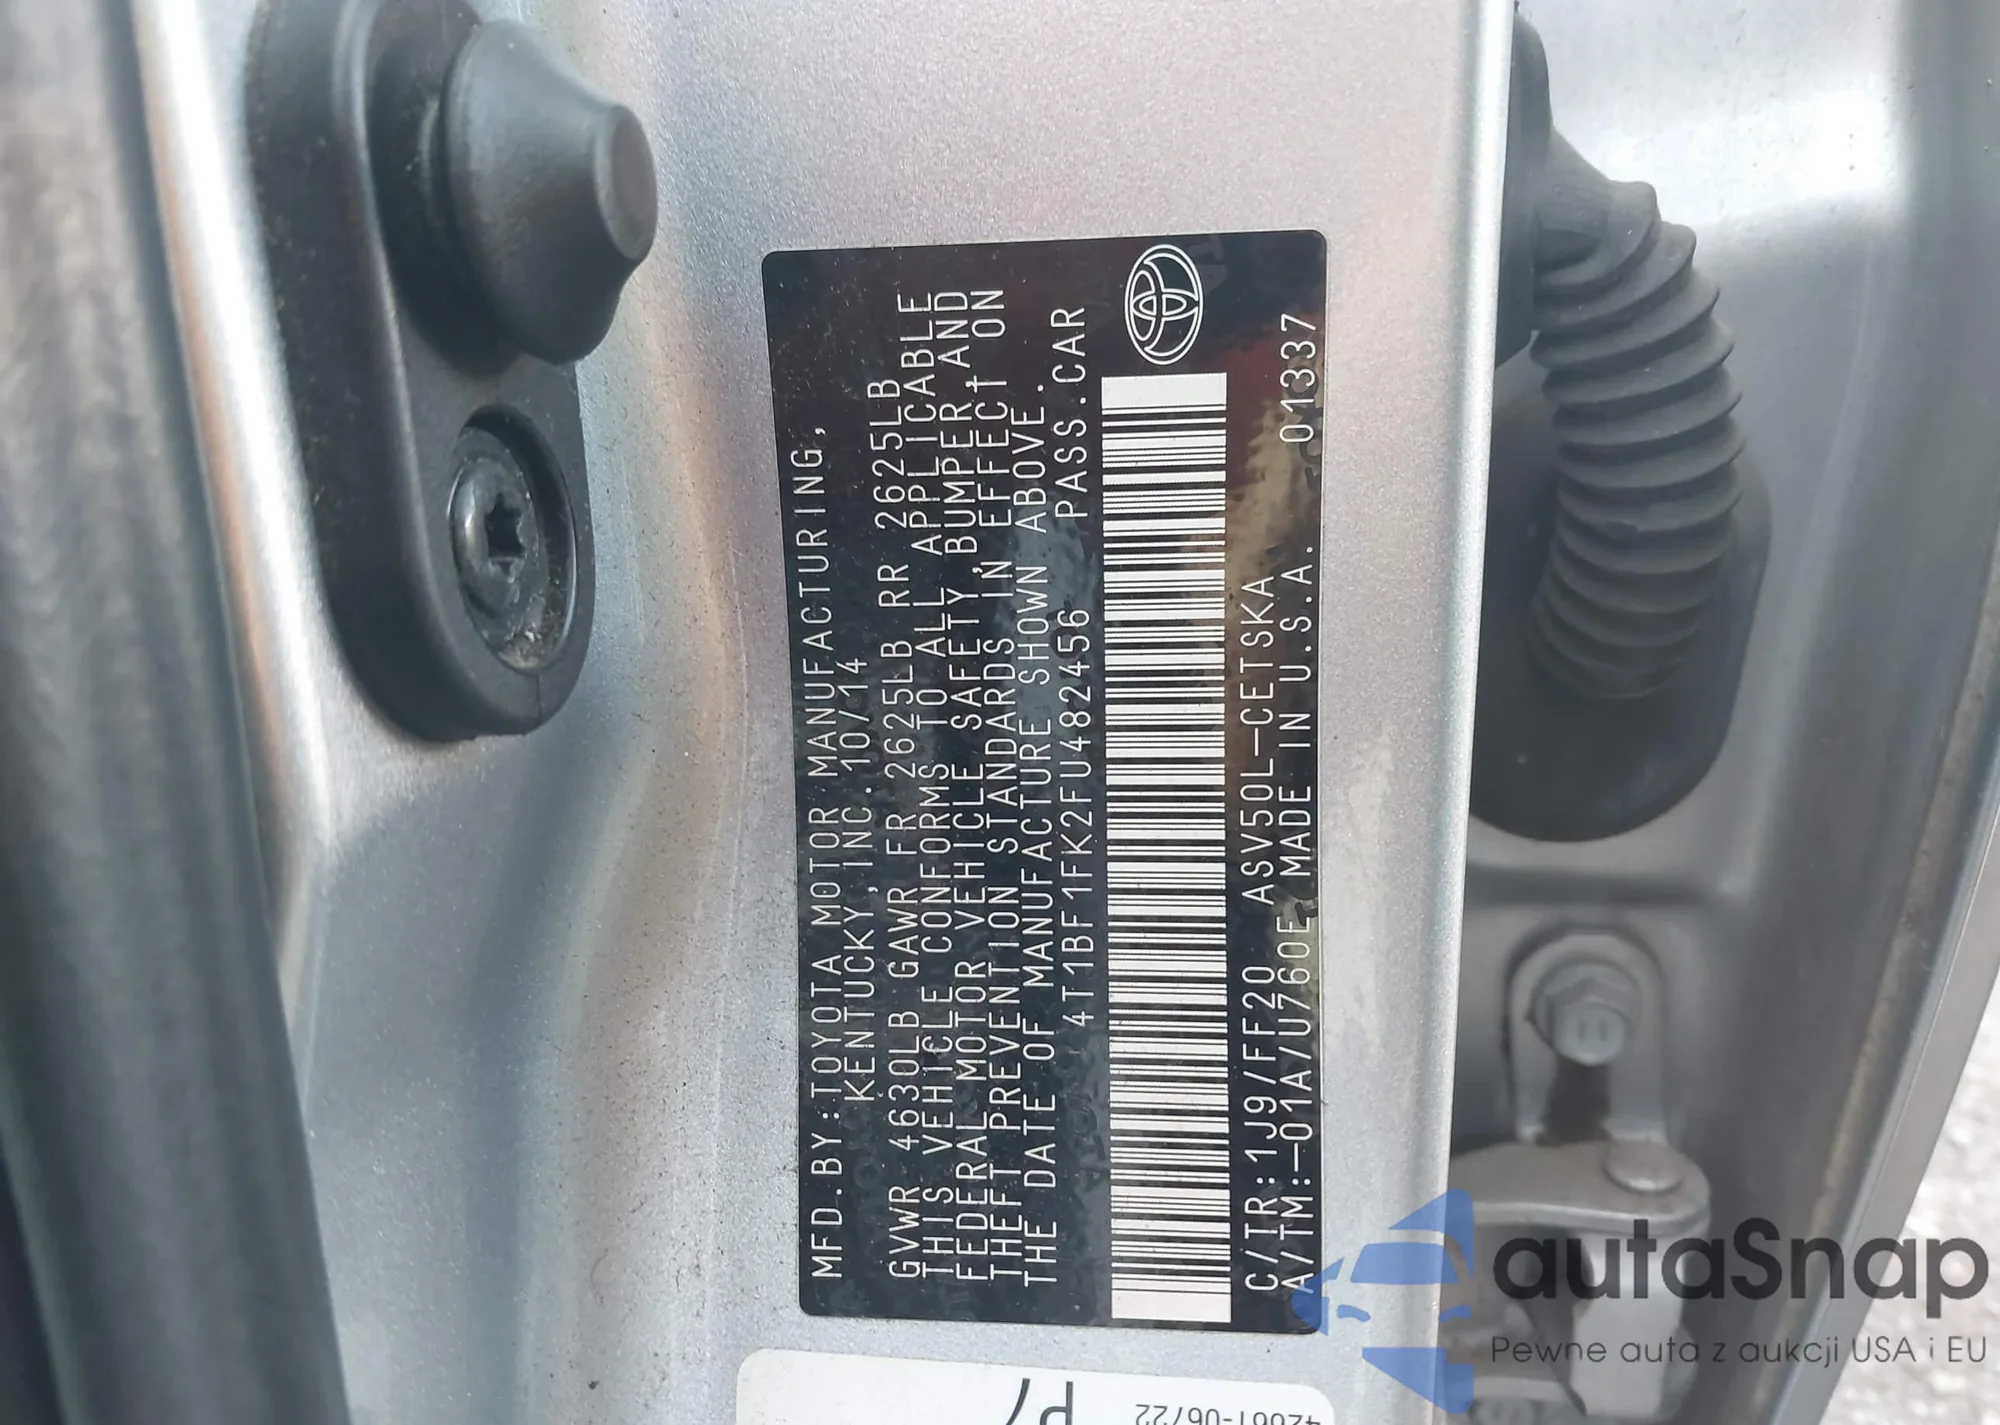 MFD.BY:TOYOTA MOTOR MANUFACTURING,
KENTUCKY,INC.10/14
GVWR 4630LB GAWR FR 2625LB RR 2625LB
THIS VEHICLE CONFORMS TO ALL APPLICABLE
FEDERAL MOTOR VEHICLE SAFETY,BUMPER,AND
THEFT PREVENTION STANDARDS IN EFFECT ON
THE DATE OF MANUFACTURE SHOWN ABOVE.
4T1BF1FK2FU482456 PASS.CAR
C/TR:1J9/FF20 ASV50L-CETSKA
A/TM:-01A/U760E MADE IN U.S.A. 01337
P7
42661-06722
autaSnap
Pewne auta z aukcji USA i EU